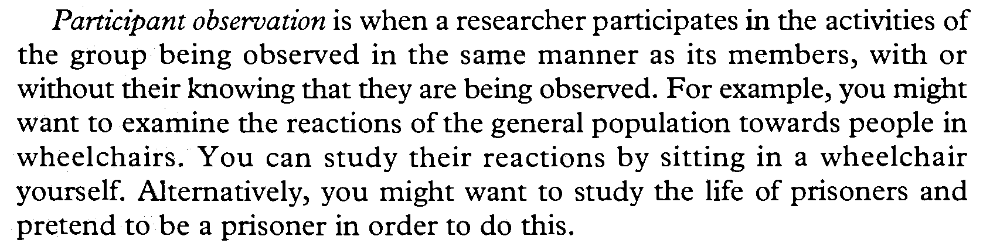 Participant observation is when a researcher participates in the activities of
the group being observed in the same manner as its members, with or
without their knowing that they are being observed. For example, you might
want to examine the reactions of the general population towards people in
wheelchairs. You can study their reactions by sitting in a wheelchair
yourself. Alternatively, you might want to study the life of prisoners and
pretend to be a prisoner in order to do this.